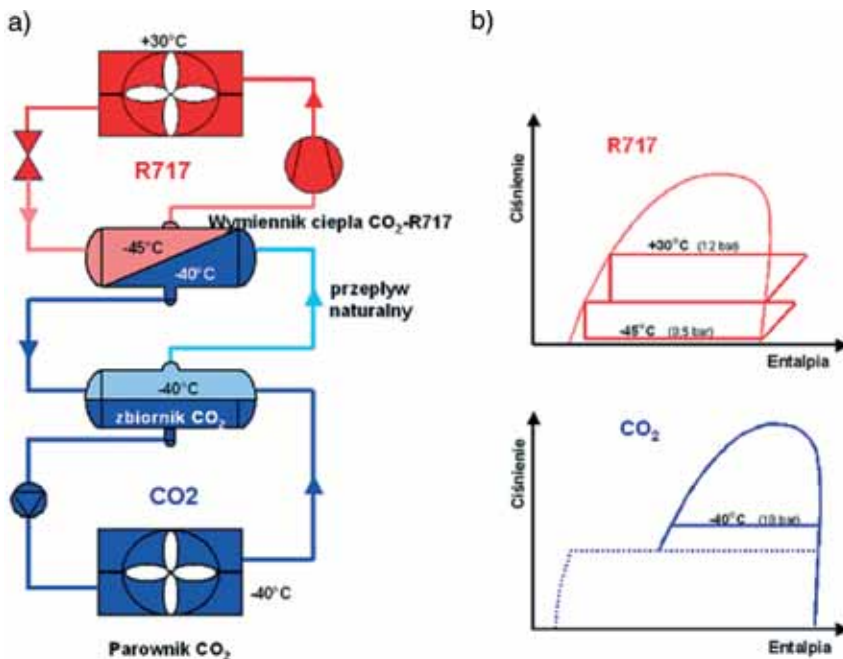 a)
+30°C
R717
Wymiennik ciepła CO₂-R717
-45°C
-40°C
przepływ
naturalny
-40°C
zbiornik CO₂
CO2
-40°C
Parownik CO₂
b)
Ciśnienie
R717
+30°C (12 bar)
-45°C (0,5 bar)
Entalpia
Ciśnienie
CO₂
-40°C (10 bar)
Entalpia